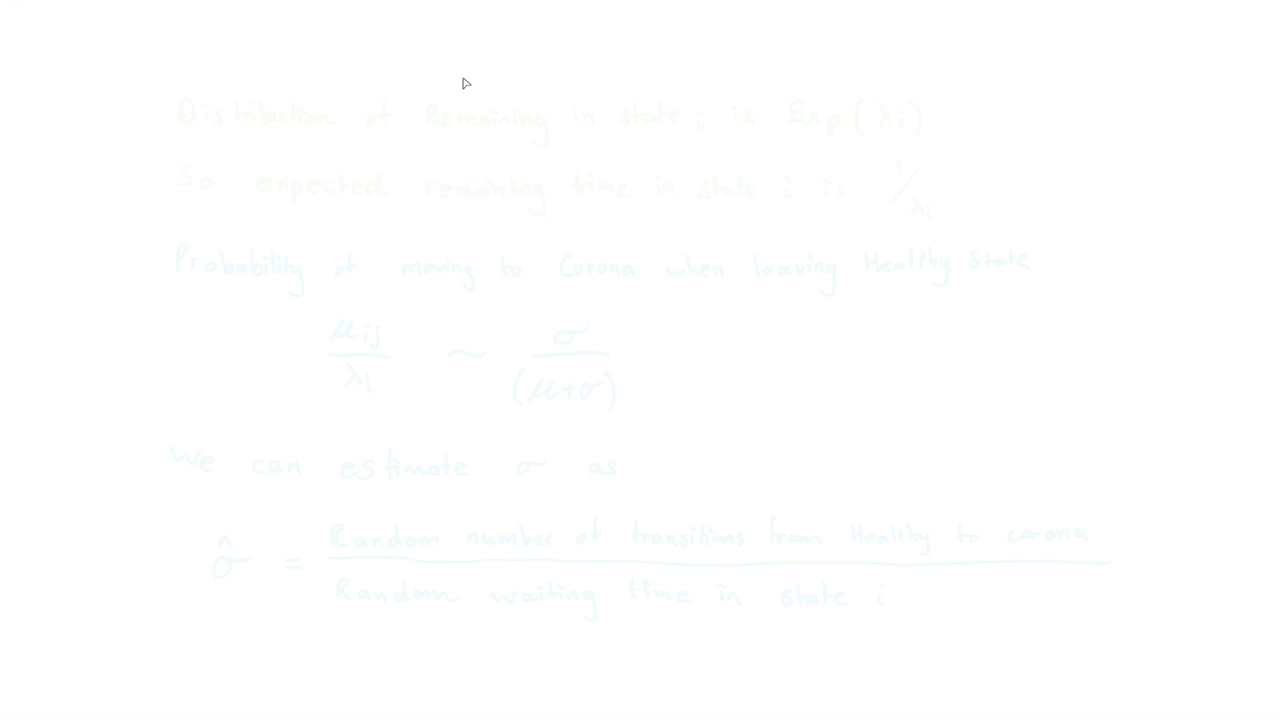 Distribution of Remaining in state i is Exp(λi)
So expected remaining time in state i is 1/λi
Probability of moving to Corona when leaving Healthy State
μij/λi ~ σ/(μ+σ)
We can estimate σ as
σ̂ = Random number of transitions from Healthy to corona
Random waiting time in state i